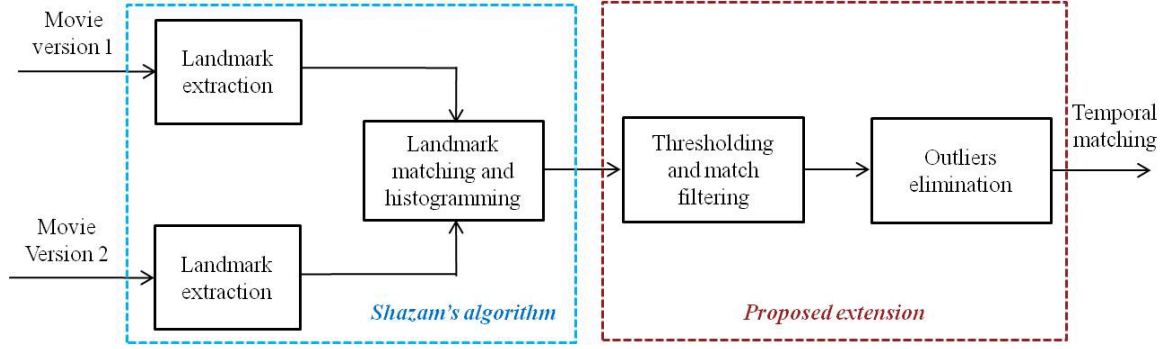 Movie
version 1
Landmark
extraction
Landmark
matching and
histogramming
Movie
Version 2
Landmark
extraction
Shazam's algorithm
Thresholding
and match
filtering
Outliers
elimination
Temporal
matching
Proposed extension